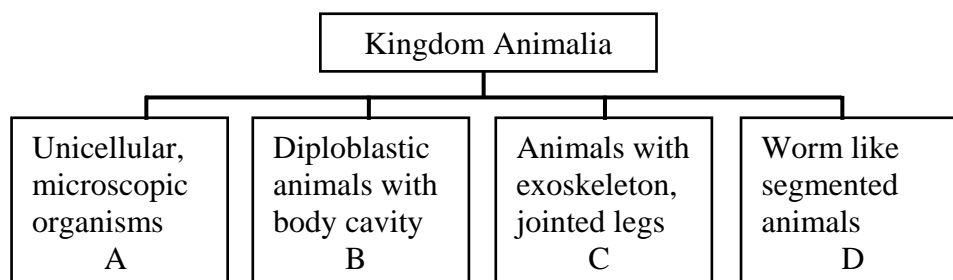 Kingdom Animalia
Unicellular,
microscopic
organisms
A
Diploblastic
animals with
body cavity
B
Animals with
exoskeleton,
jointed legs
C
Worm like
segmented
animals
D